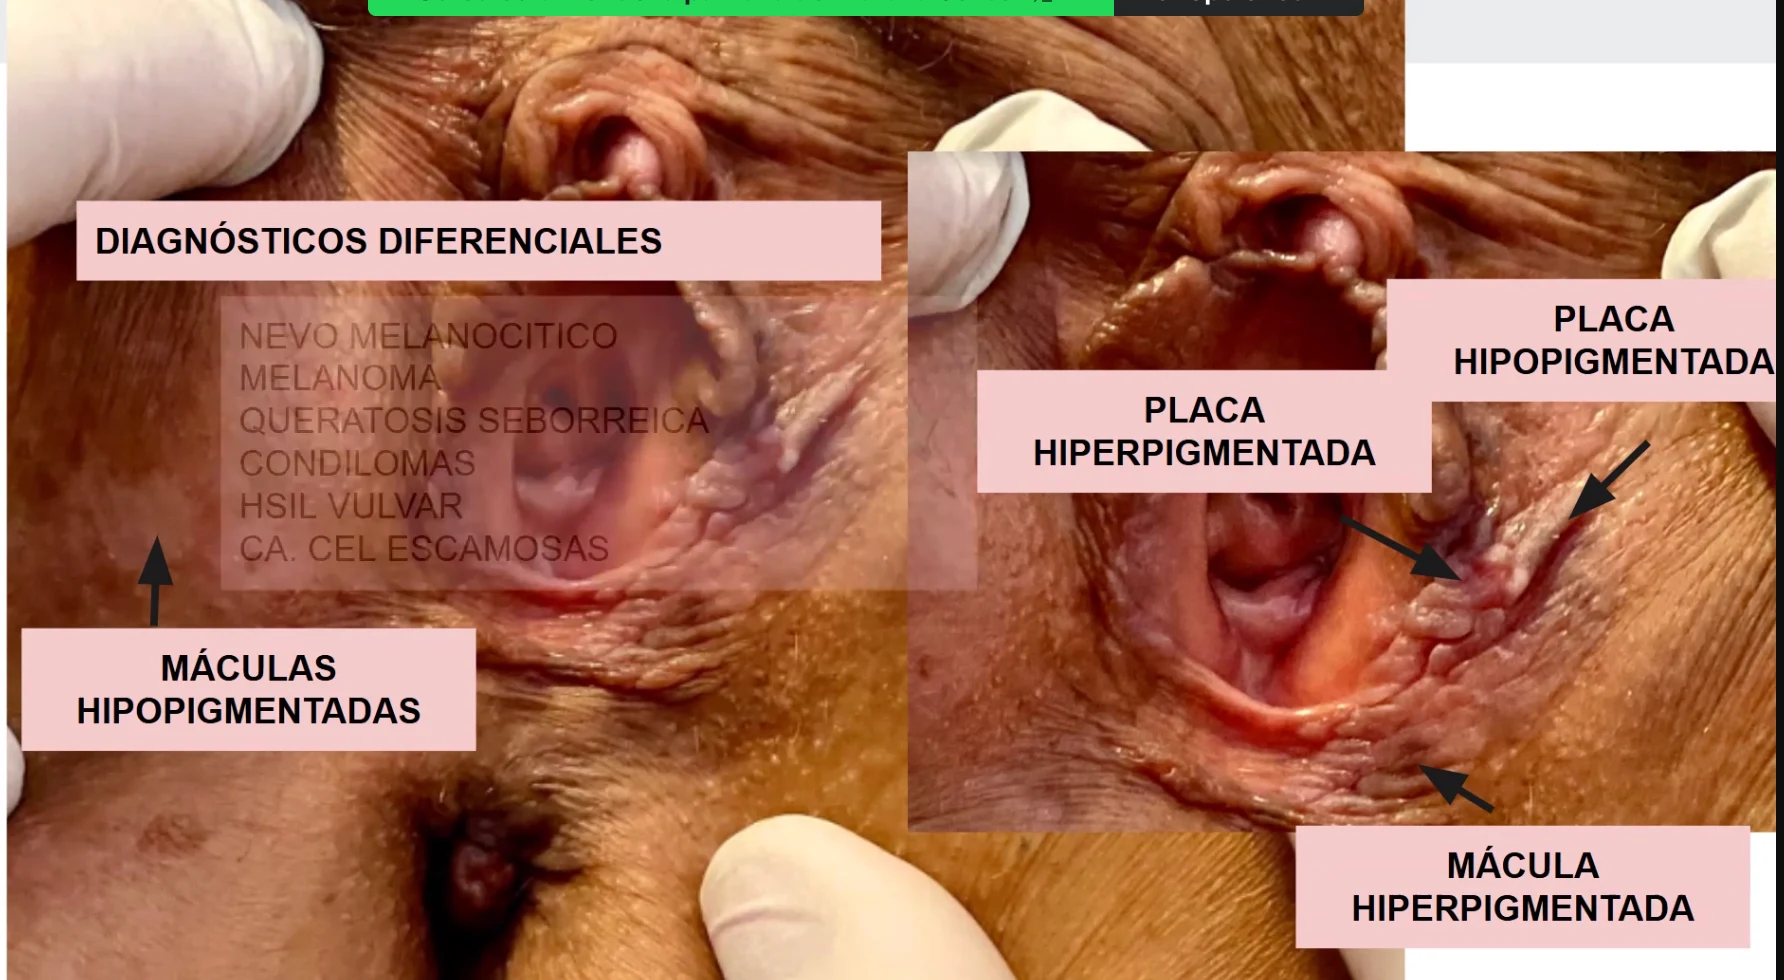 DIAGNÓSTICOS DIFERENCIALES
NEVO MELANOCITICO
MELANOMA
QUERATOSIS SEBORREICA
CONDILOMAS
HSIL VULVAR
CA. CEL ESCAMOSAS
MÁCULAS
HIPOPIGMENTADAS
PLACA
HIPOPIGMENTADA
PLACA
HIPERPIGMENTADA
MÁCULA
HIPERPIGMENTADA